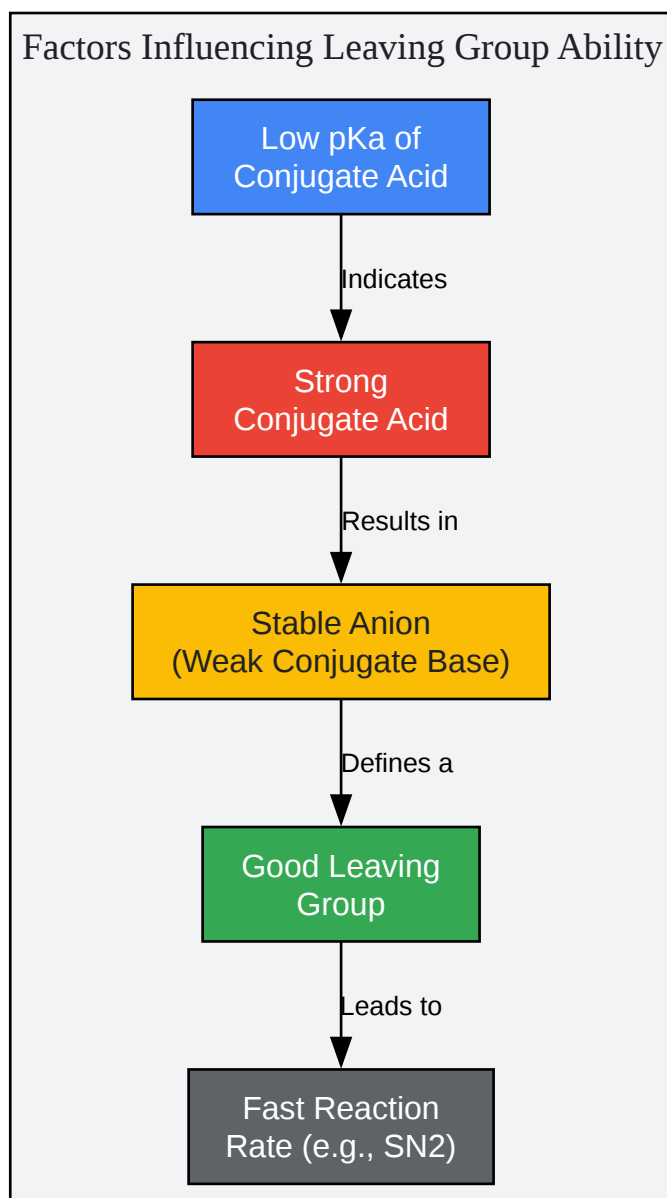 Factors Influencing Leaving Group Ability
Low pKa of
Conjugate Acid
Indicates
Strong
Conjugate Acid
Results in
Stable Anion
(Weak Conjugate Base)
Defines a
Good Leaving
Group
Leads to
Fast Reaction
Rate (e.g., SN2)